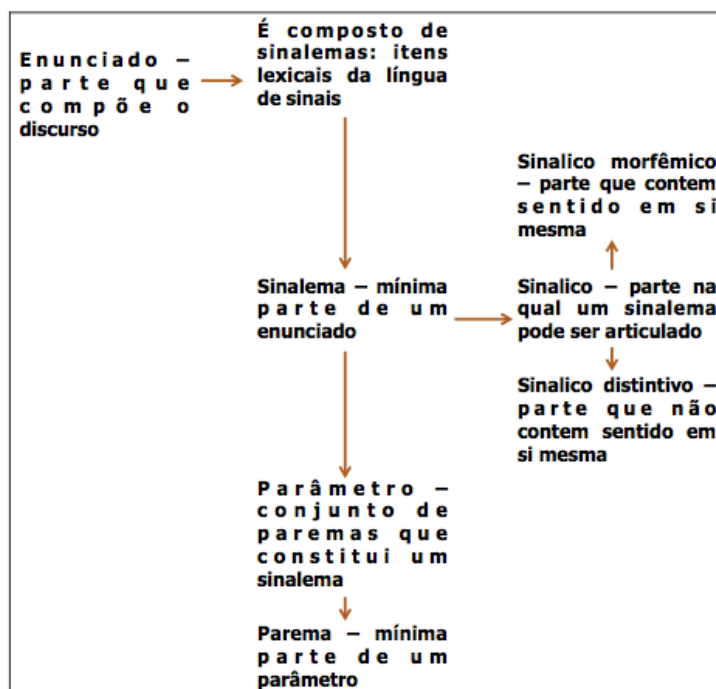 Enunciado –
parte que
compõe o
discurso
É composto de
sinalemas: itens
lexicais da língua
de sinais
Sinalema – mínima
parte de um
enunciado
Sinalico morfêmico
– parte que contem
sentido em si
mesma
Sinalico – parte na
qual um sinalema
pode ser articulado
Sinalico distintivo –
parte que não
contem sentido em
si mesma
Parâmetro –
conjunto de
paremas que
constitui um
sinalema
Parema – mínima
parte de um
parâmetro